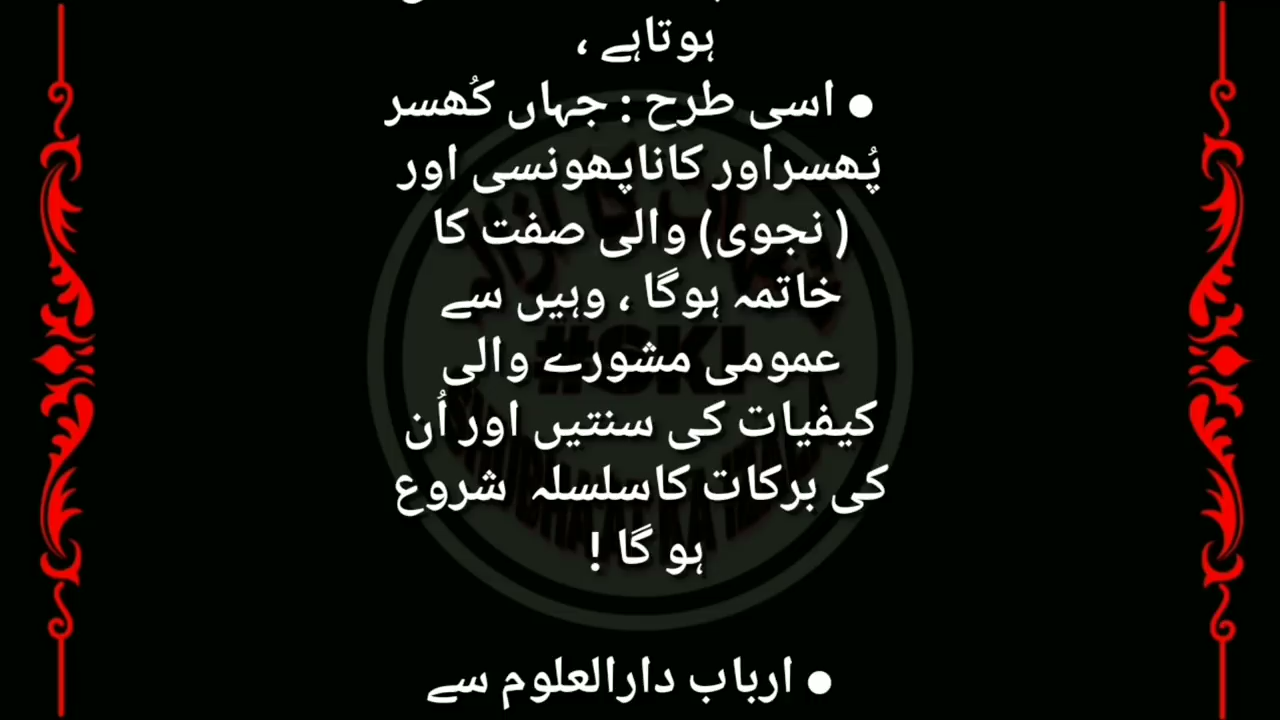 ہوتاہے ،
● اسی طرح : جہاں کُھسر
پُھسراور کاناپھونسی اور
( نجوی) والی صفت کا
خاتمہ ہوگا ، وہیں سے
عمومی مشورے والی
کیفیات کی سنتیں اور اُن
کی برکات کاسلسلہ شروع
ہو گا !
● ارباب دارالعلوم سے
#SKI